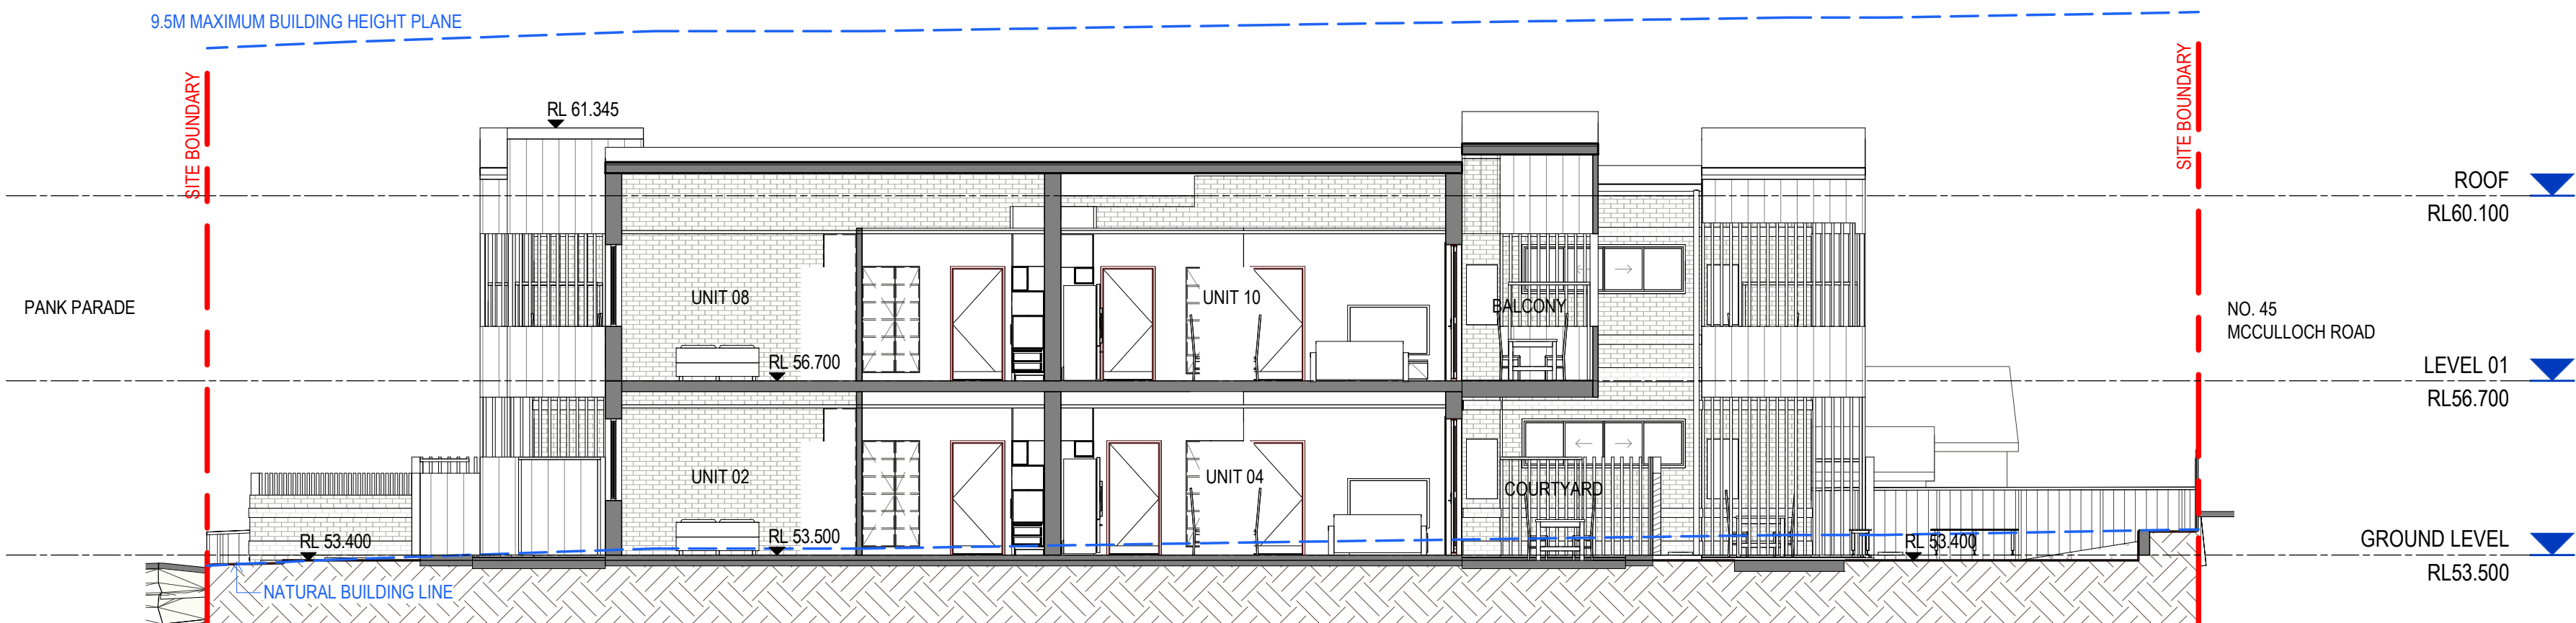 9.5M MAXIMUM BUILDING HEIGHT PLANE
SITE BOUNDARY
SITE BOUNDARY
RL 61.345
ROOF
RL60.100
PANK PARADE
UNIT 08
UNIT 10
BALCONY
NO. 45
MCCULLOCH ROAD
RL 56.700
LEVEL 01
RL56.700
UNIT 02
UNIT 04
COURTYARD
RL 53.400
RL 53.500
RL 53.400
GROUND LEVEL
RL53.500
NATURAL BUILDING LINE